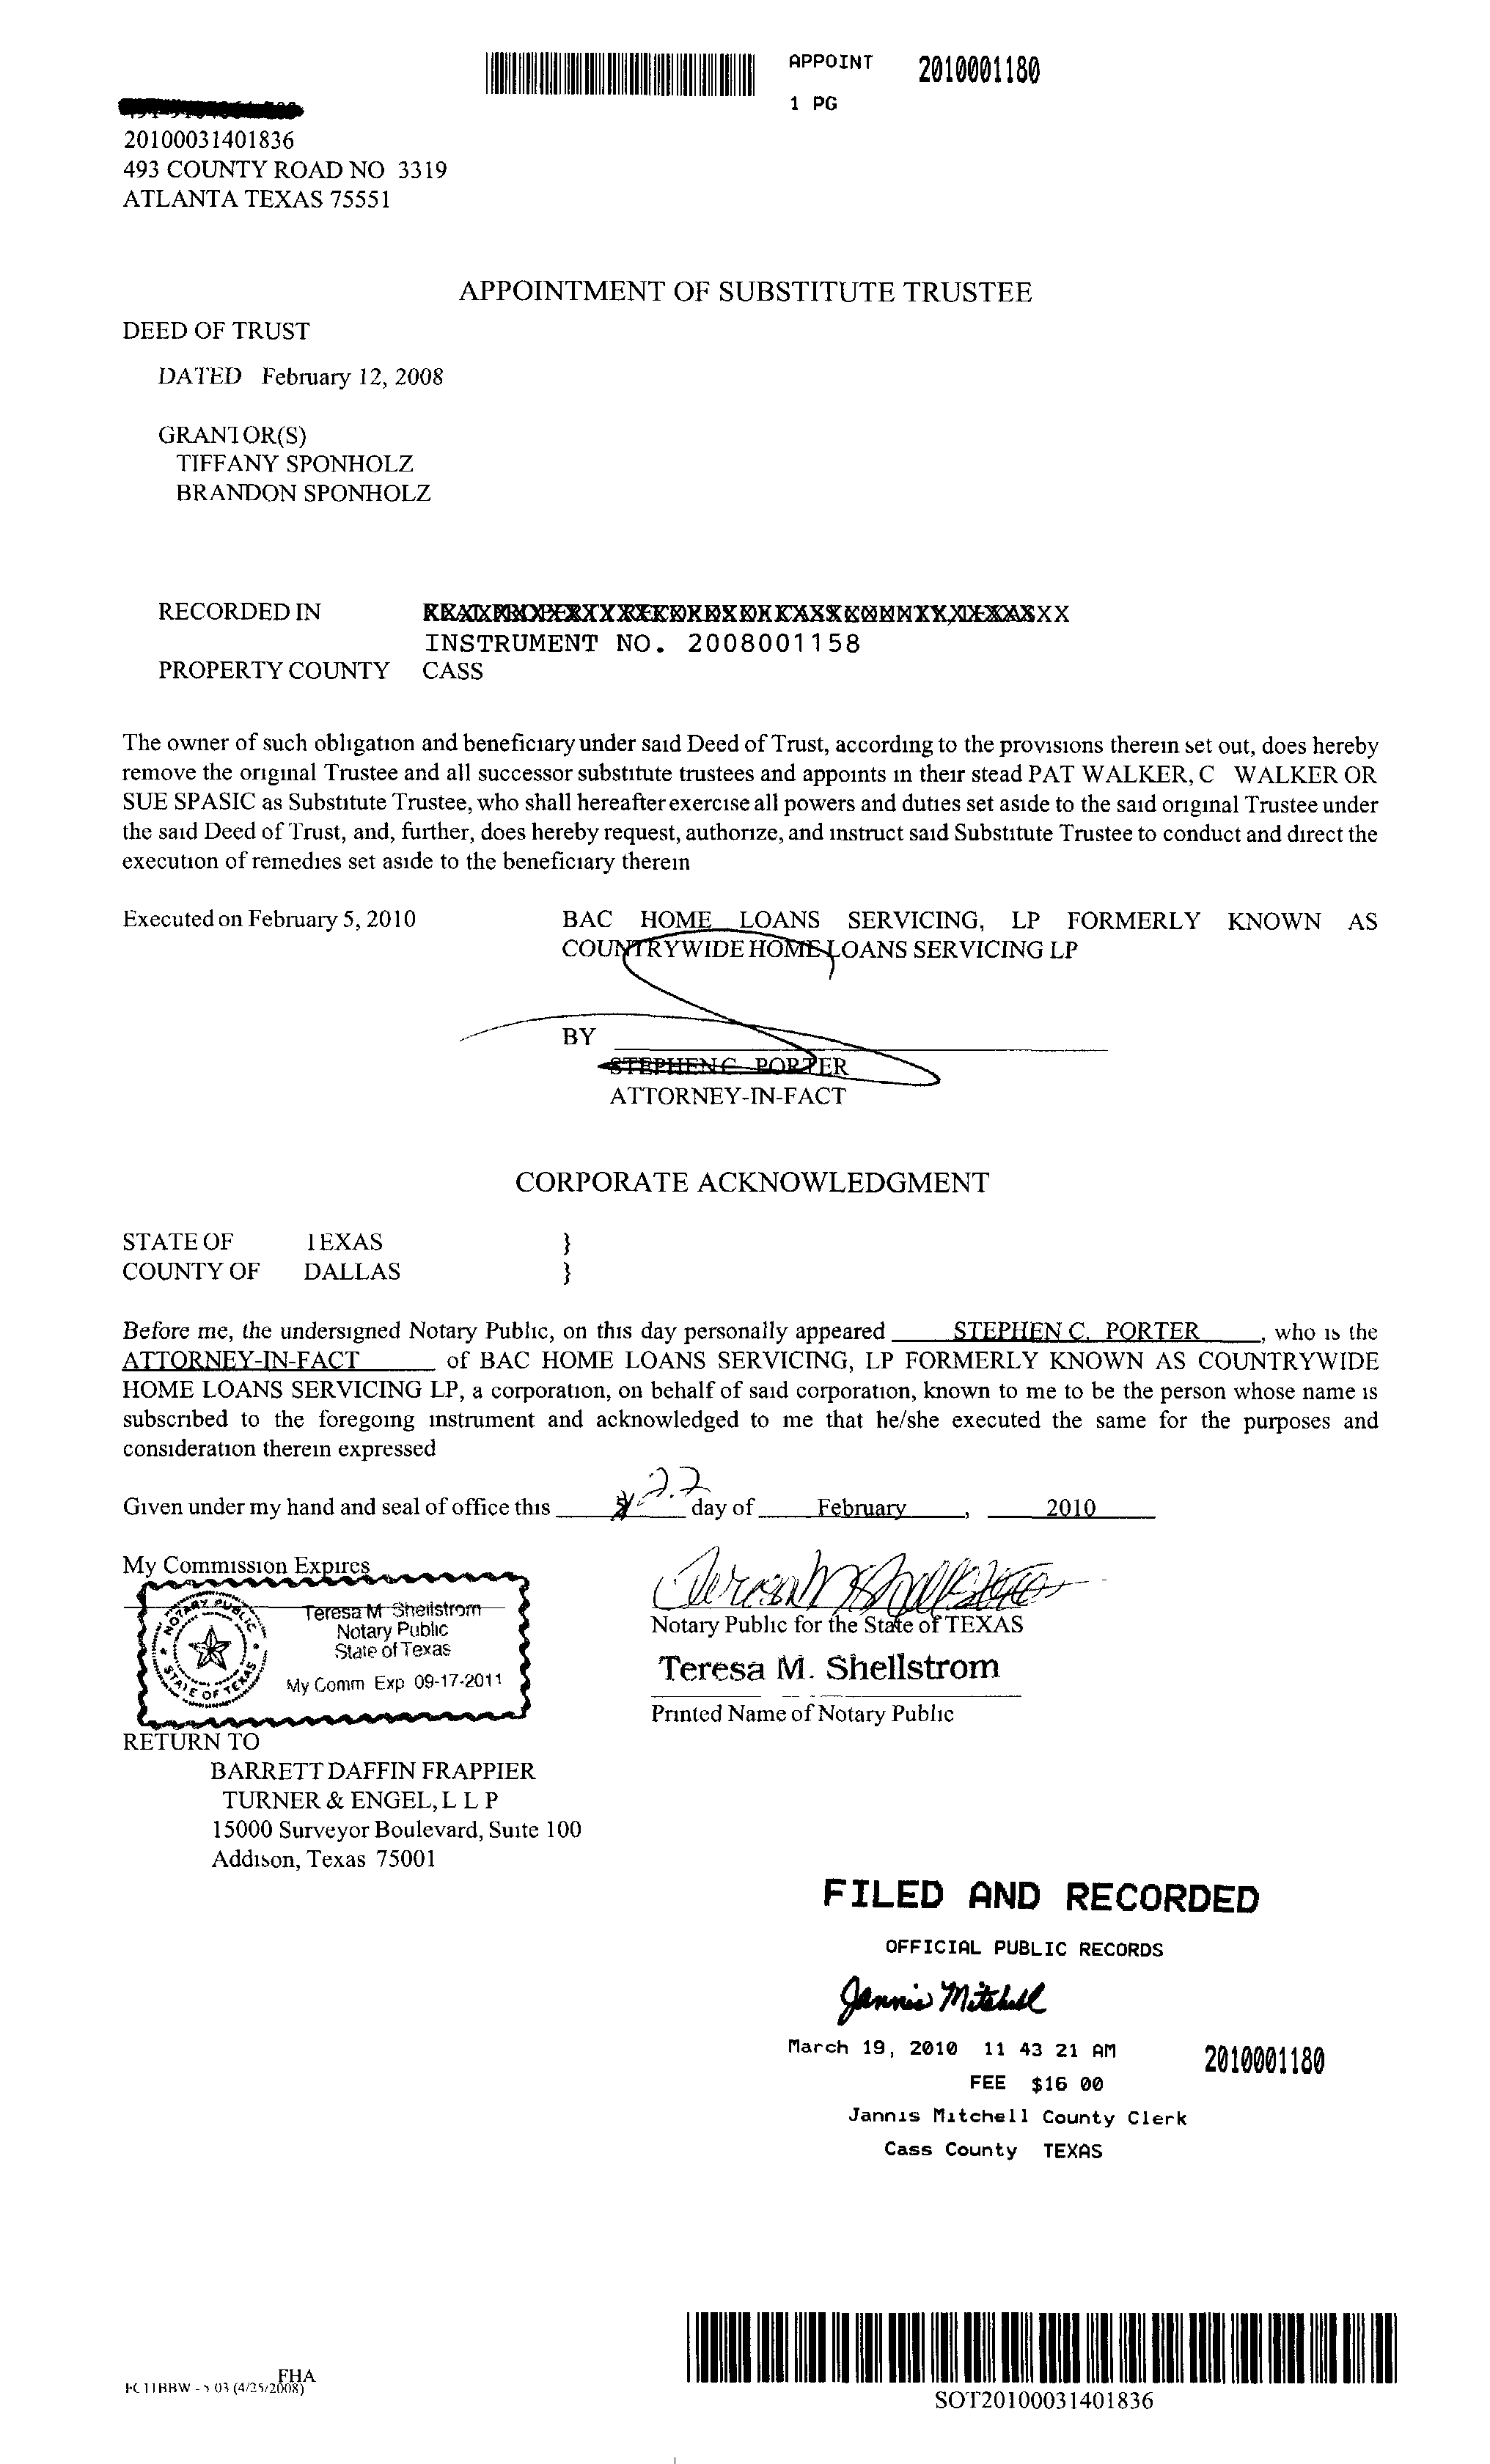 APPOINT 2010001180
1 PG
20100031401836
493 COUNTY ROAD NO 3319
ATLANTA TEXAS 75551
APPOINTMENT OF SUBSTITUTE TRUSTEE
DEED OF TRUST
DATED February 12, 2008
GRANTOR(S)
TIFFANY SPONHOLZ
BRANDON SPONHOLZ
RECORDED IN
INSTRUMENT NO. 2008001158
PROPERTY COUNTY CASS
The owner of such obligation and beneficiary under said Deed of Trust, according to the provisions therein set out, does hereby
remove the original Trustee and all successor substitute trustees and appoints in their stead PAT WALKER, C WALKER OR
SUE SPASIC as Substitute Trustee, who shall hereafter exercise all powers and duties set aside to the said original Trustee under
the said Deed of Trust, and, further, does hereby request, authorize, and instruct said Substitute Trustee to conduct and direct the
execution of remedies set aside to the beneficiary therein
Executed on February 5, 2010 BAC HOME LOANS SERVICING, LP FORMERLY KNOWN AS
COUNTRYWIDE HOME LOANS SERVICING LP
BY
STEPHEN C PORTER
ATTORNEY-IN-FACT
CORPORATE ACKNOWLEDGMENT
STATE OF TEXAS }
COUNTY OF DALLAS }
Before me, the undersigned Notary Public, on this day personally appeared STEPHEN C. PORTER, who is the
ATTORNEY-IN-FACT of BAC HOME LOANS SERVICING, LP FORMERLY KNOWN AS COUNTRYWIDE
HOME LOANS SERVICING LP, a corporation, on behalf of said corporation, known to me to be the person whose name is
subscribed to the foregoing instrument and acknowledged to me that he/she executed the same for the purposes and
consideration therein expressed
Given under my hand and seal of office this 22 day of February, 2010
My Commission Expires
NOTARY PUBLIC
STATE OF TEXAS
Teresa M Shellstrom
Notary Public
State of Texas
My Comm Exp 09-17-2011
Teresa M Shellstrom
Notary Public for the State of TEXAS
Teresa M. Shellstrom
Printed Name of Notary Public
RETURN TO
BARRETT DAFFIN FRAPPIER
TURNER & ENGEL, L L P
15000 Surveyor Boulevard, Suite 100
Addison, Texas 75001
FILED AND RECORDED
OFFICIAL PUBLIC RECORDS
Jannis Mitchell
March 19, 2010 11 43 21 AM 2010001180
FEE $16 00
Jannis Mitchell County Clerk
Cass County TEXAS
FHA
(4/25/2008)
SOT20100031401836